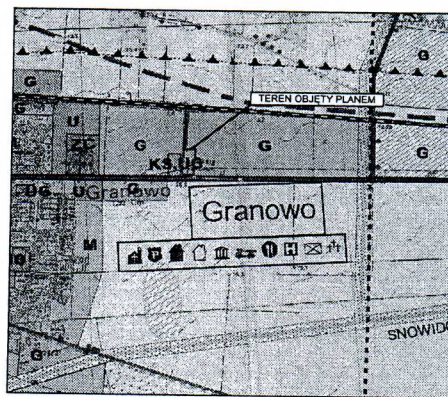 G
TEREN OBJĘTY PLANEM
G
U
G
G
G
KS,UG
UG U Granowo G
Granowo
M
H
SNOWIDO
G